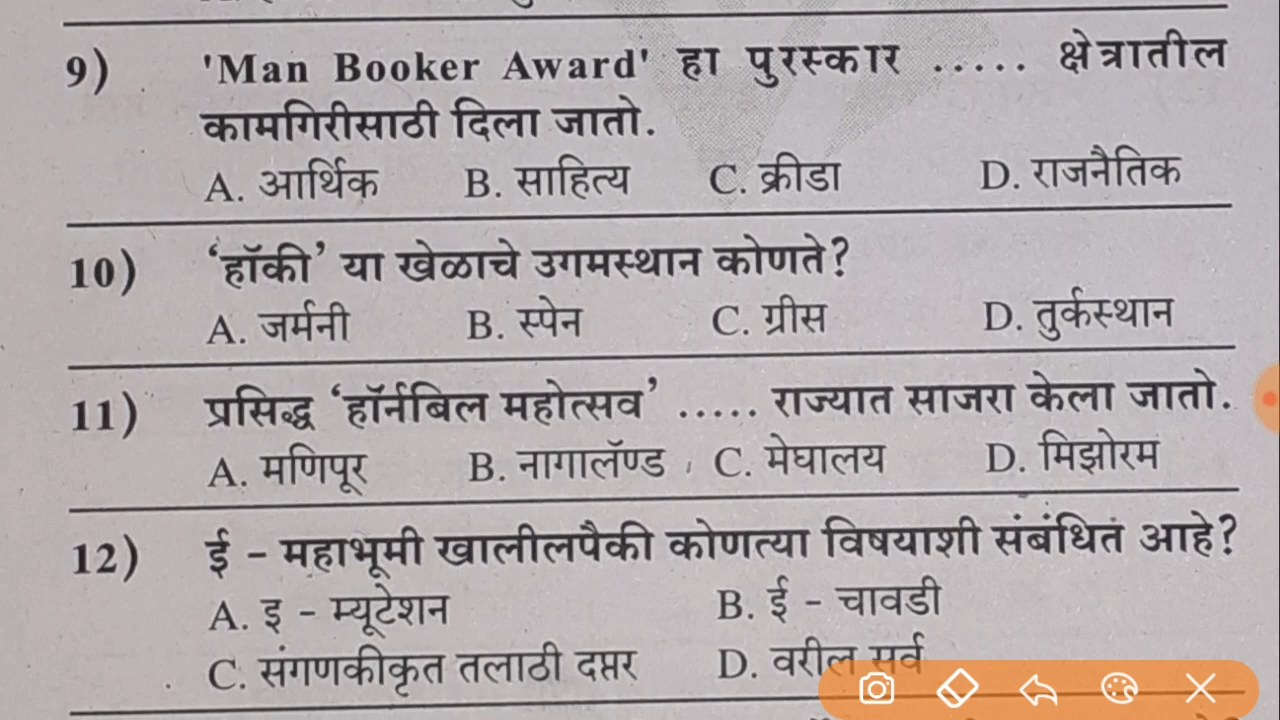 9) 'Man Booker Award' हा पुरस्कार ..... क्षेत्रातील
कामगिरीसाठी दिला जातो.
A. आर्थिक B. साहित्य C. क्रीडा D. राजनैतिक
10) ‘हॉकी’ या खेळाचे उगमस्थान कोणते?
A. जर्मनी B. स्पेन C. ग्रीस D. तुर्कस्थान
11) प्रसिद्ध ‘हॉर्नबिल महोत्सव’ ..... राज्यात साजरा केला जातो.
A. मणिपूर B. नागालॅण्ड C. मेघालय D. मिझोरम
12) ई - महाभूमी खालीलपैकी कोणत्या विषयाशी संबंधित आहे?
A. इ - म्यूटेशन B. ई - चावडी
C. संगणकीकृत तलाठी दप्तर D. वरील सर्व